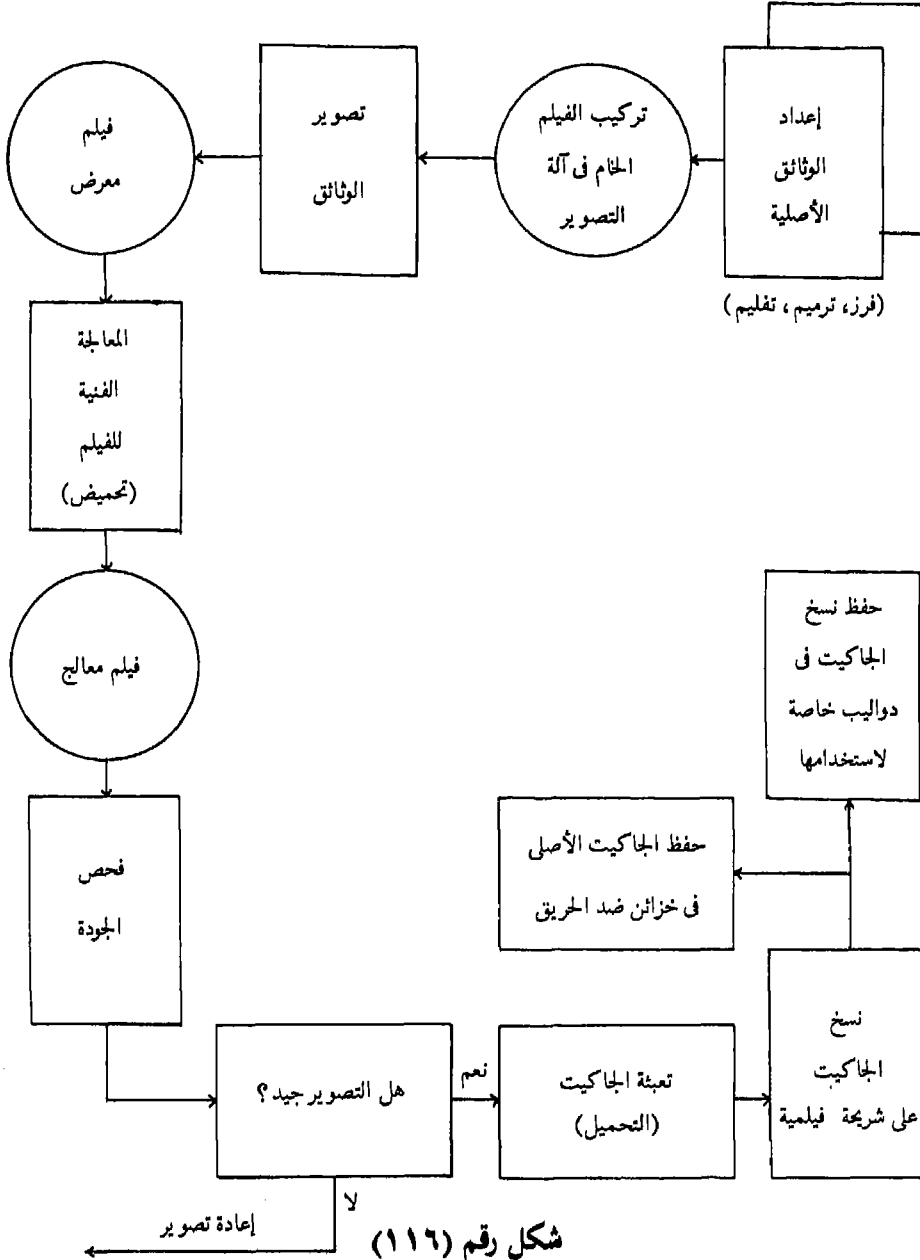 إعداد
الوثائق
الأصلية
(فرز، ترميم، تفليم)
تركيب الفيلم
الخام فى آلة
التصوير
تصوير
الوثائق
فيلم
معرض
المعالجة
الفنية
للفيلم
(تحميض)
فيلم معالج
فحص
الجودة
هل التصوير جيد؟
نعم
لا
إعادة تصوير
تعبئة الجاكيت
(التحميل)
نسخ
الجاكيت
على شريحة فيلمية
حفظ الجاكيت الأصلى
فى خزائن ضد الحريق
حفظ نسخ
الجاكيت فى
دواليب خاصة
لاستخدامها
شكل رقم (١١٦)